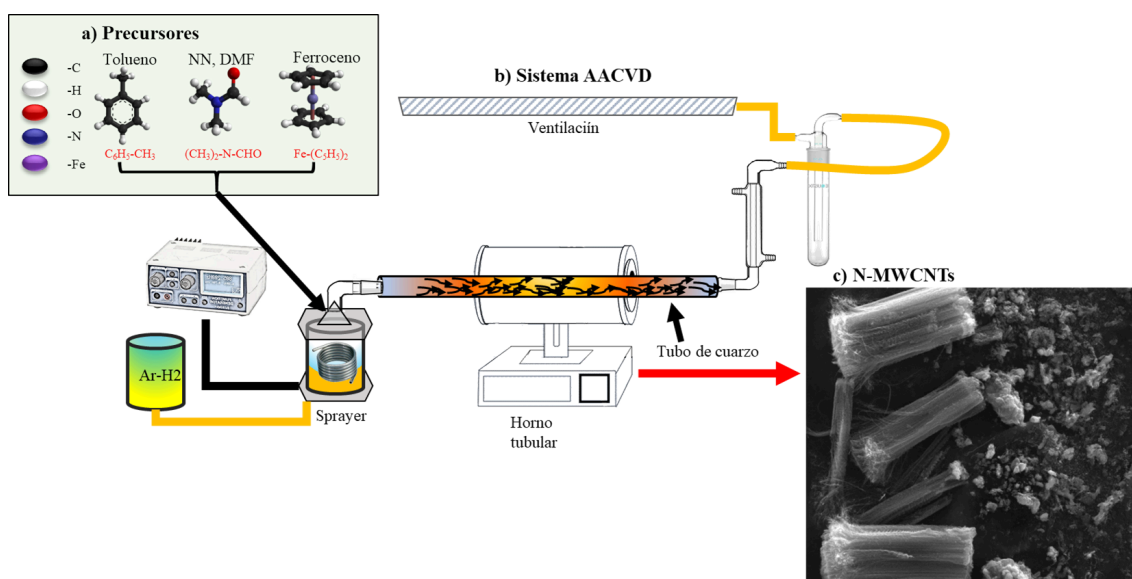 a) Precursores
Tolueno
NN, DMF
Ferroceno
-C
-H
-O
-N
-Fe
C₆H₅-CH₃
(CH₃)₂-N-CHO
Fe-(C₅H₅)₂
b) Sistema AACVD
Ventilaciín
c) N-MWCNTs
Tubo de cuarzo
Ar-H2
Sprayer
Horno
tubular